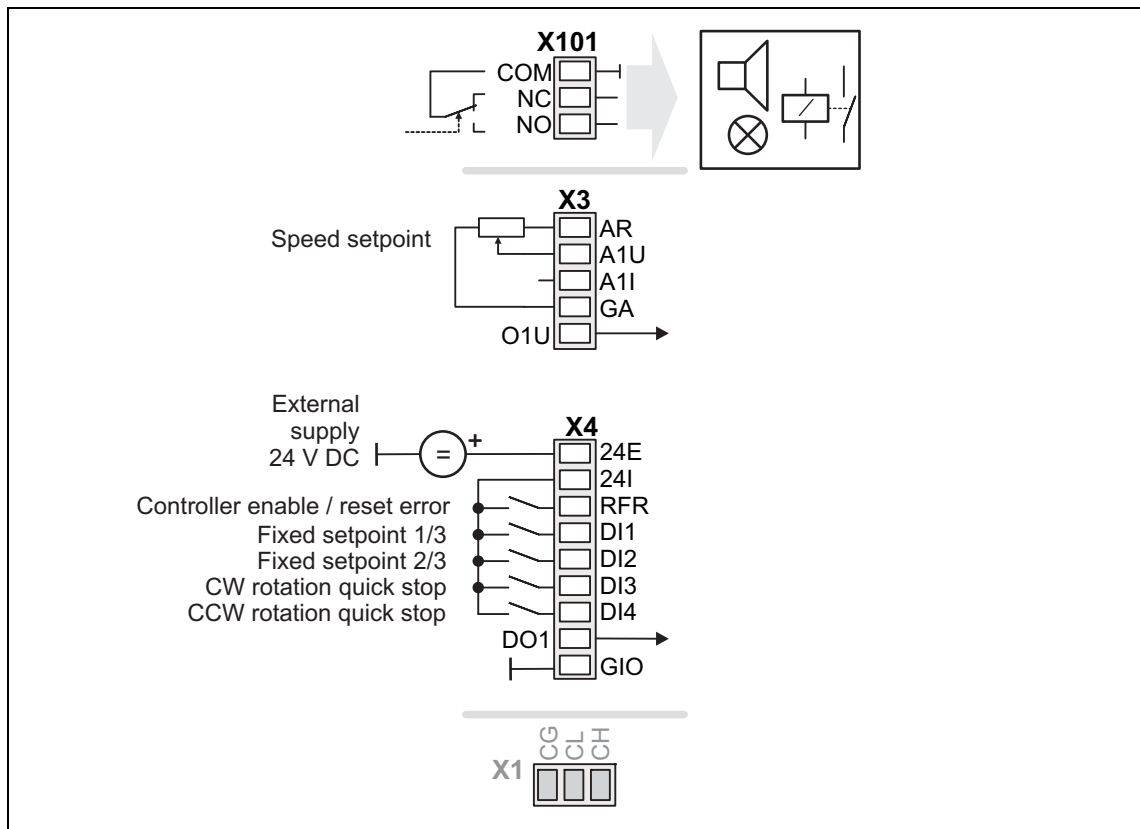 X101
COM
NC
NO
X3
Speed setpoint
AR
A1U
A1I
GA
O1U
External
supply
24 V DC
=
+
X4
24E
24I
Controller enable / reset error
RFR
Fixed setpoint 1/3
DI1
Fixed setpoint 2/3
DI2
CW rotation quick stop
DI3
CCW rotation quick stop
DI4
DO1
GIO
CG
CL
CH
X1